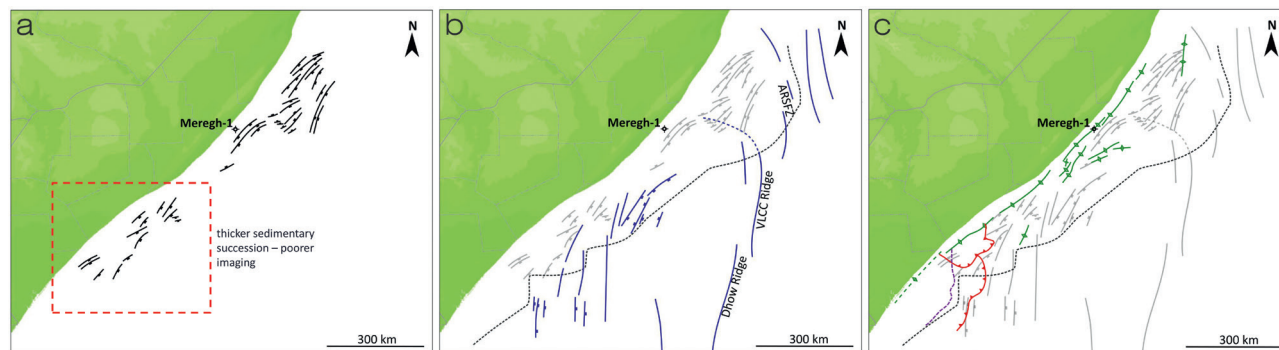 a
N
Meregh-1
thicker sedimentary
succession – poorer
imaging
300 km
b
N
ARSFZ
Meregh-1
VLCC Ridge
Dhow Ridge
300 km
c
N
Meregh-1
300 km